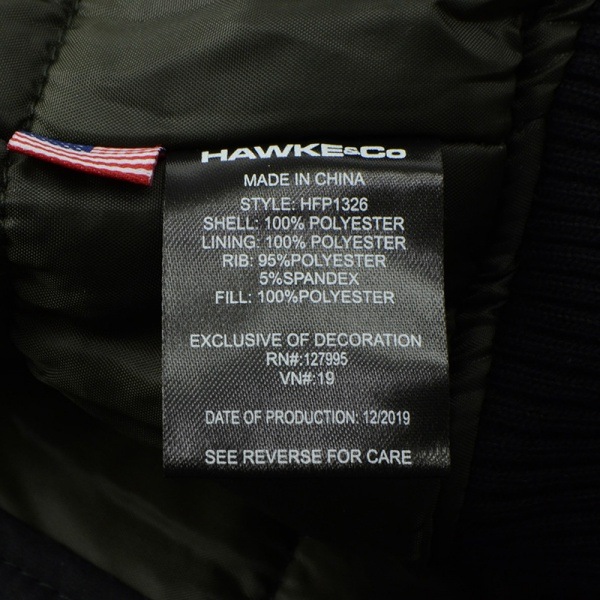 HAWKE&Co
MADE IN CHINA
STYLE: HFP1326
SHELL: 100% POLYESTER
LINING: 100% POLYESTER
RIB: 95%POLYESTER
5%SPANDEX
FILL: 100%POLYESTER
EXCLUSIVE OF DECORATION
RN#:127995
VN#:19
DATE OF PRODUCTION: 12/2019
SEE REVERSE FOR CARE